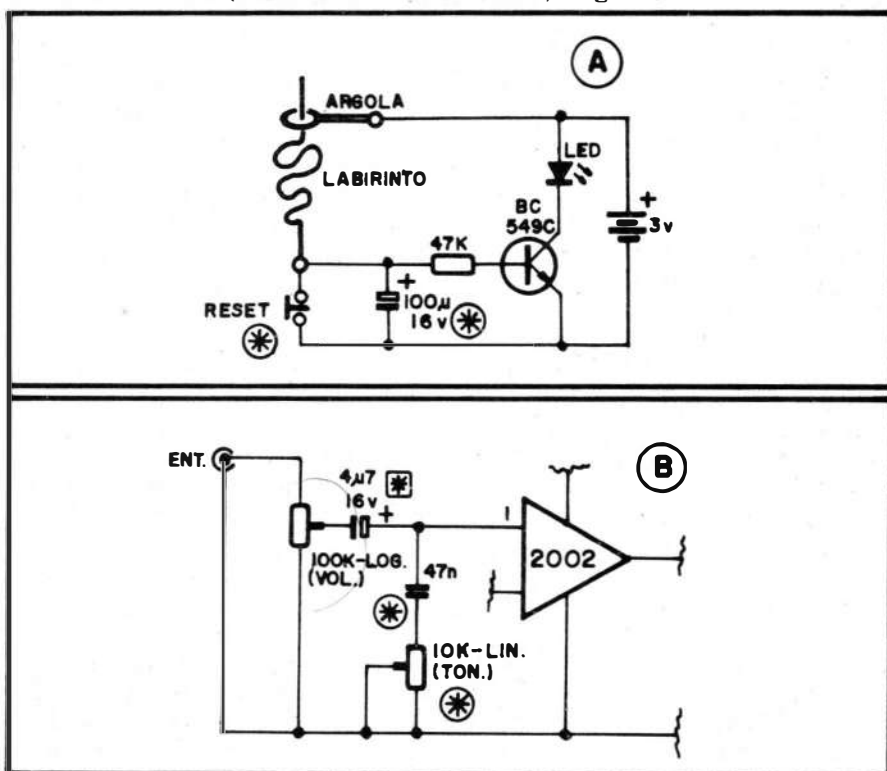 A
ARGOLA
LABIRINTO
LED
BC
549C
+
3v
47K
+
100μ
16v
RESET
B
ENT.
4μ7
16v
+
100K-LOG.
(VOL.)
47n
1
2002
10K-LIN.
(TON.)